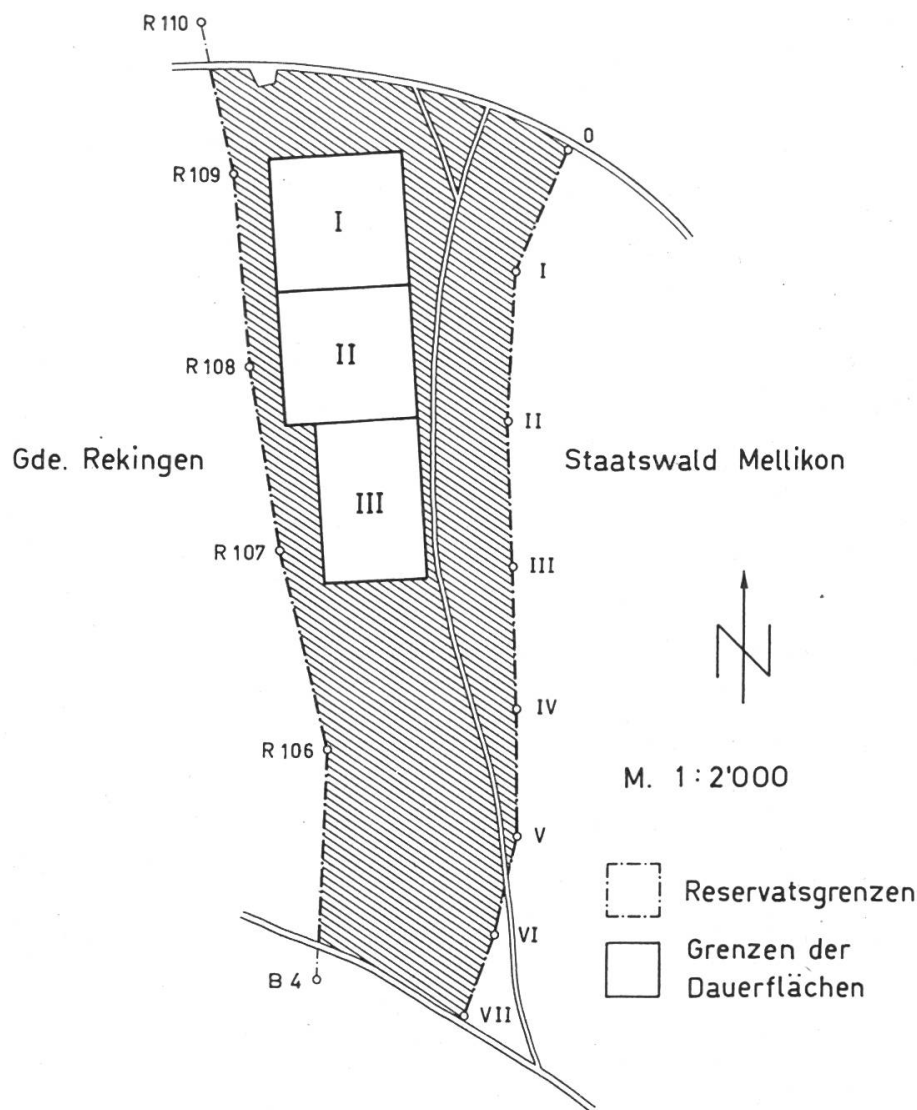 R 110
O
R 109
I
I
R 108
II
II
Gde. Rekingen
Staatswald Mellikon
III
R 107
III
N
IV
R 106
M. 1 : 2'000
V
Reservatsgrenzen
VI
Grenzen der
Dauerflächen
B 4
VII